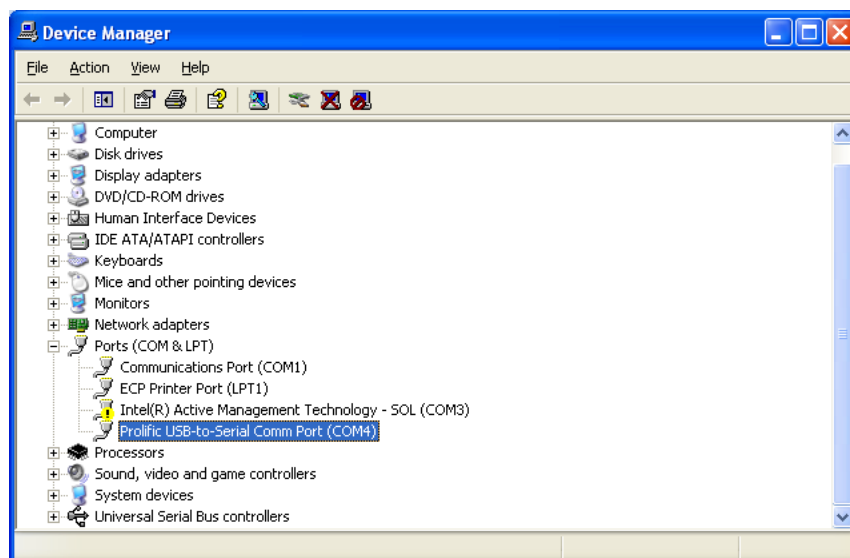 Device Manager
File Action View Help
Computer
Disk drives
Display adapters
DVD/CD-ROM drives
Human Interface Devices
IDE ATA/ATAPI controllers
Keyboards
Mice and other pointing devices
Monitors
Network adapters
Ports (COM & LPT)
Communications Port (COM1)
ECP Printer Port (LPT1)
Intel(R) Active Management Technology - SOL (COM3)
Prolific USB-to-Serial Comm Port (COM4)
Processors
Sound, video and game controllers
System devices
Universal Serial Bus controllers